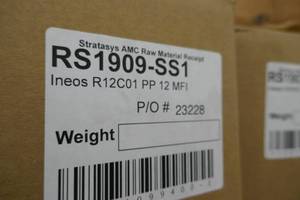 Stratasys AMC Raw Material Receipt
RS1909-SS1
Ineos R12C01 PP 12 MFI
P/O # 23228
Weight